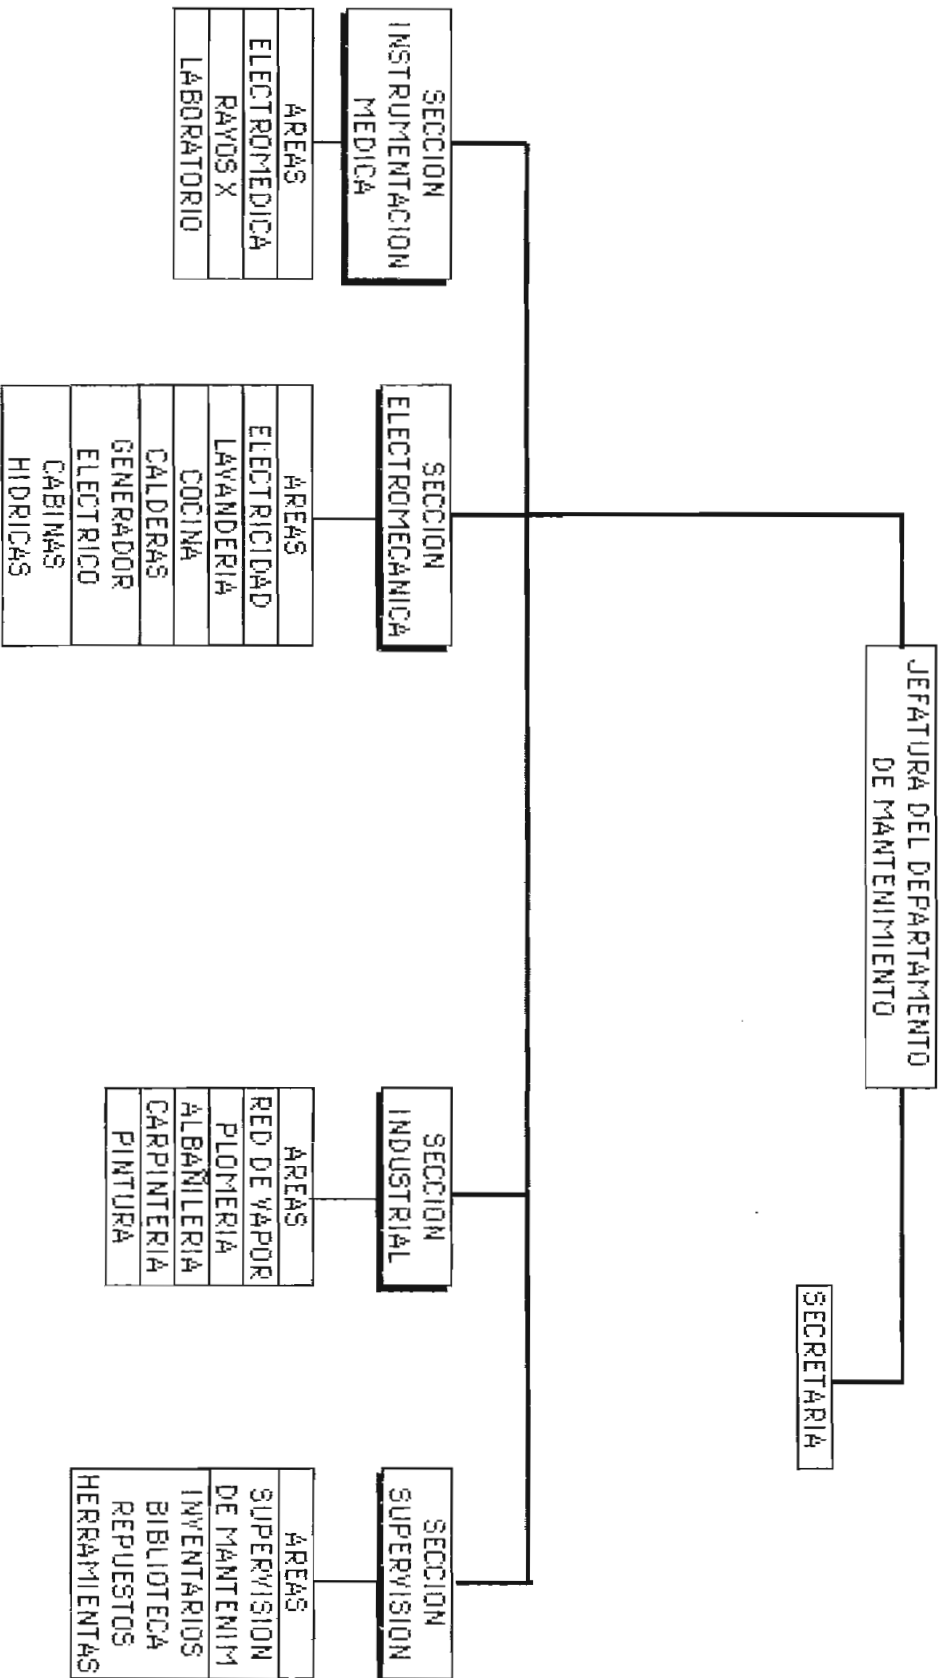 JEFATURA DEL DEPARTAMENTO
DE MANTENIMIENTO
SECRETARIA
SECCION
INSTRUMENTACION
MEDICA
AREAS
ELECTROMEDICA
RAYOS X
LABORATORIO
SECCION
ELECTROMECANICA
AREAS
ELECTRICIDAD
LAVANDERIA
COCINA
CALDERAS
GENERADOR
ELECTRICO
CABINAS
HIDRICAS
SECCION
INDUSTRIAL
AREAS
RED DE VAPOR
PLOMERIA
ALBAÑILERIA
CARPINTERIA
PINTURA
SECCION
SUPERVISION
AREAS
SUPERVISION
DE MANTENIM
INVENTARIOS
BIBLIOTECA
REPUESTOS
HERRAMIENTAS